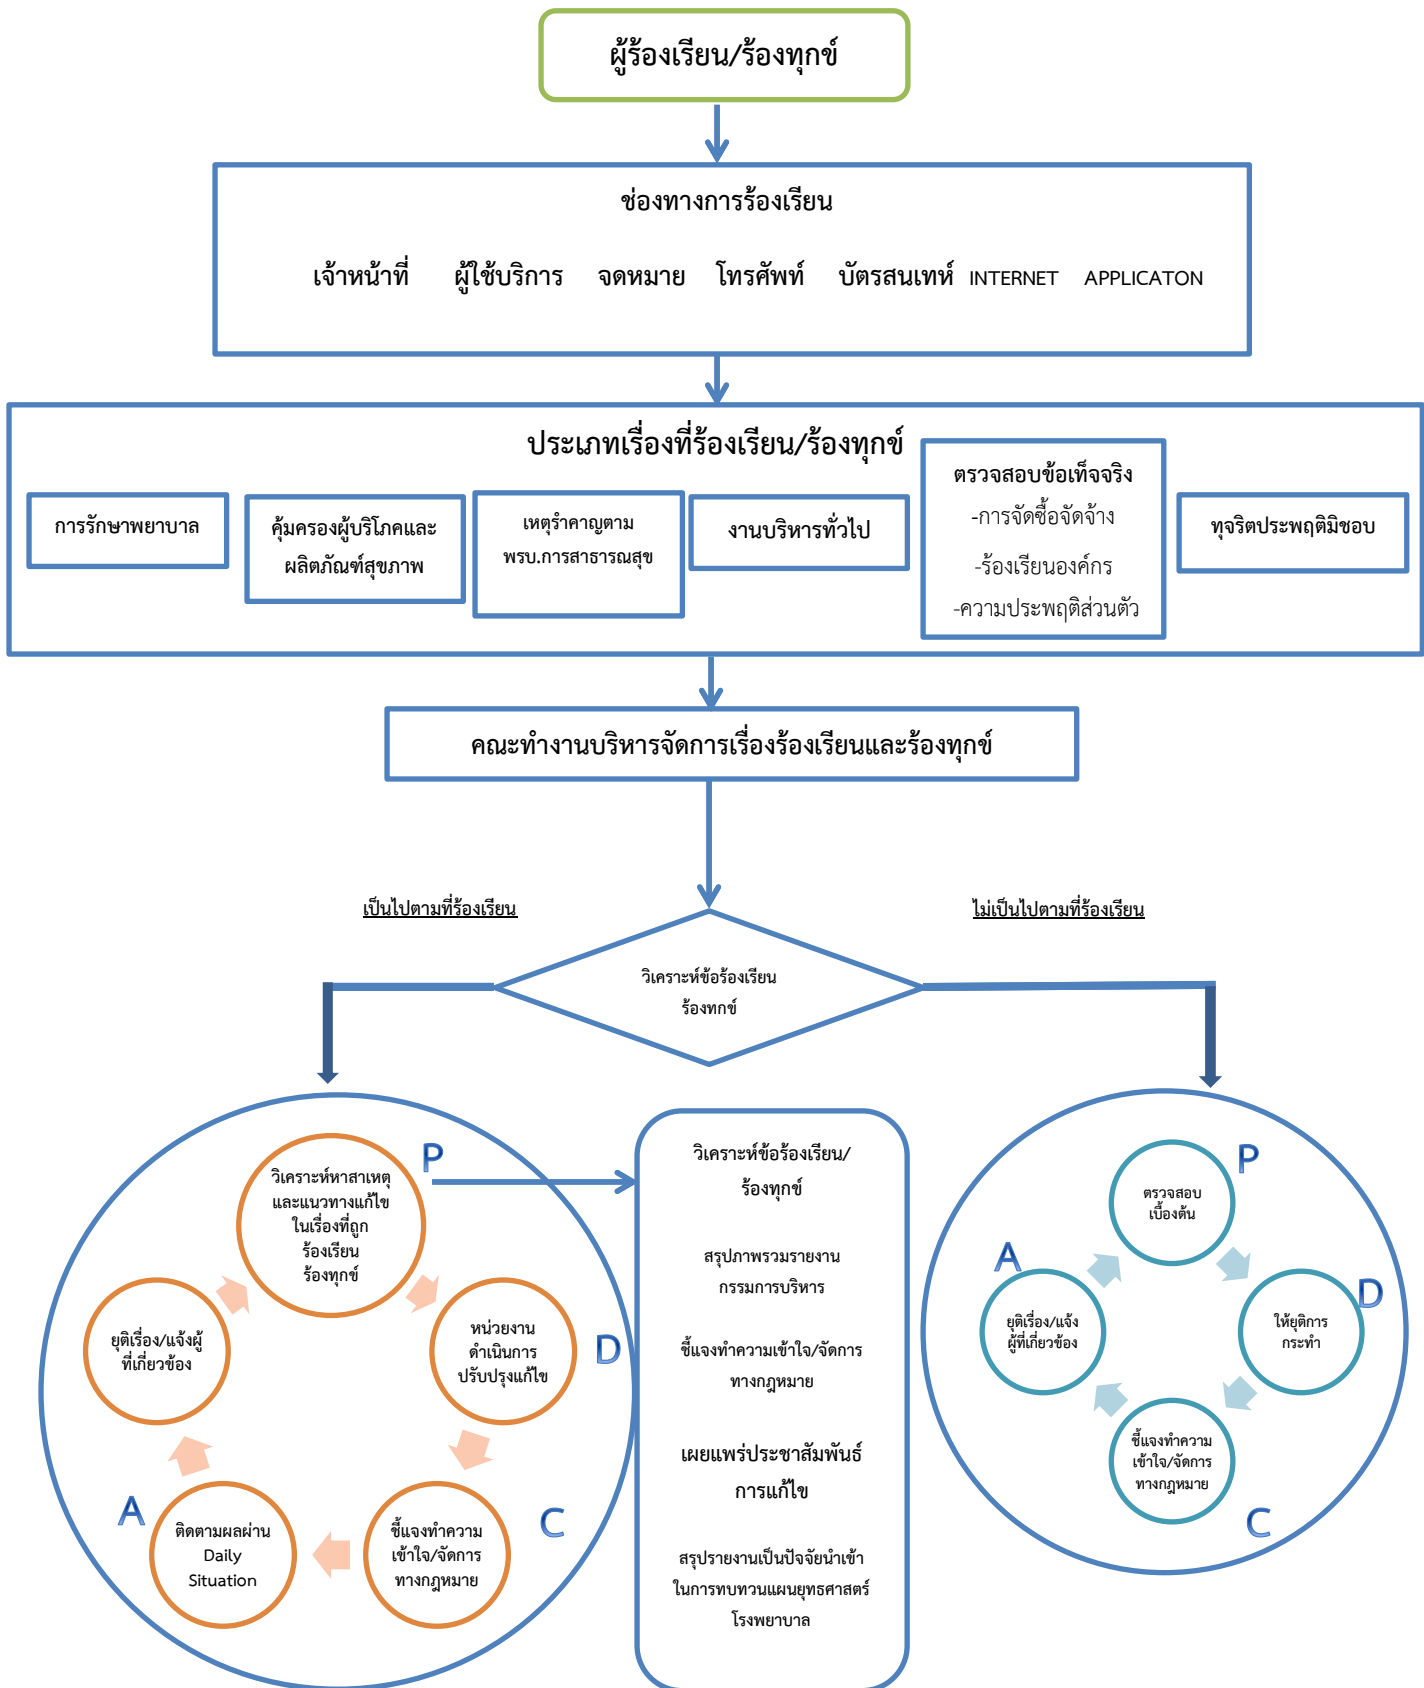 ผู้ร้องเรียน/ร้องทุกข์
ช่องทางการร้องเรียน
เจ้าหน้าที่ ผู้ใช้บริการ จดหมาย โทรศัพท์ บัตรสนเทห์ INTERNET APPLICATON
ประเภทเรื่องที่ร้องเรียน/ร้องทุกข์
การรักษาพยาบาล
คุ้มครองผู้บริโภคและ
ผลิตภัณฑ์สุขภาพ
เหตุรำคาญตาม
พรบ.การสาธารณสุข
งานบริหารทั่วไป
ตรวจสอบข้อเท็จจริง
-การจัดซื้อจัดจ้าง
-ร้องเรียนองค์กร
-ความประพฤติส่วนตัว
ทุจริตประพฤติมิชอบ
คณะทำงานบริหารจัดการเรื่องร้องเรียนและร้องทุกข์
เป็นไปตามที่ร้องเรียน
ไม่เป็นไปตามที่ร้องเรียน
วิเคราะห์ข้อร้องเรียน
ร้องทกข์
P
วิเคราะห์หาสาเหตุ
และแนวทางแก้ไข
ในเรื่องที่ถูก
ร้องเรียน
ร้องทุกข์
หน่วยงาน
ดำเนินการ
ปรับปรุงแก้ไข
D
ชี้แจงทำความ
เข้าใจ/จัดการ
ทางกฎหมาย
C
ติดตามผลผ่าน
Daily
Situation
A
ยุติเรื่อง/แจ้งผู้
ที่เกี่ยวข้อง
วิเคราะห์ข้อร้องเรียน/
ร้องทุกข์
สรุปภาพรวมรายงาน
กรรมการบริหาร
ชี้แจงทำความเข้าใจ/จัดการ
ทางกฎหมาย
เผยแพร่ประชาสัมพันธ์
การแก้ไข
สรุปรายงานเป็นปัจจัยนำเข้า
ในการทบทวนแผนยุทธศาสตร์
โรงพยาบาล
P
ตรวจสอบ
เบื้องต้น
D
ให้ยุติการ
กระทำ
ชี้แจงทำความ
เข้าใจ/จัดการ
ทางกฎหมาย
C
A
ยุติเรื่อง/แจ้ง
ผู้ที่เกี่ยวข้อง